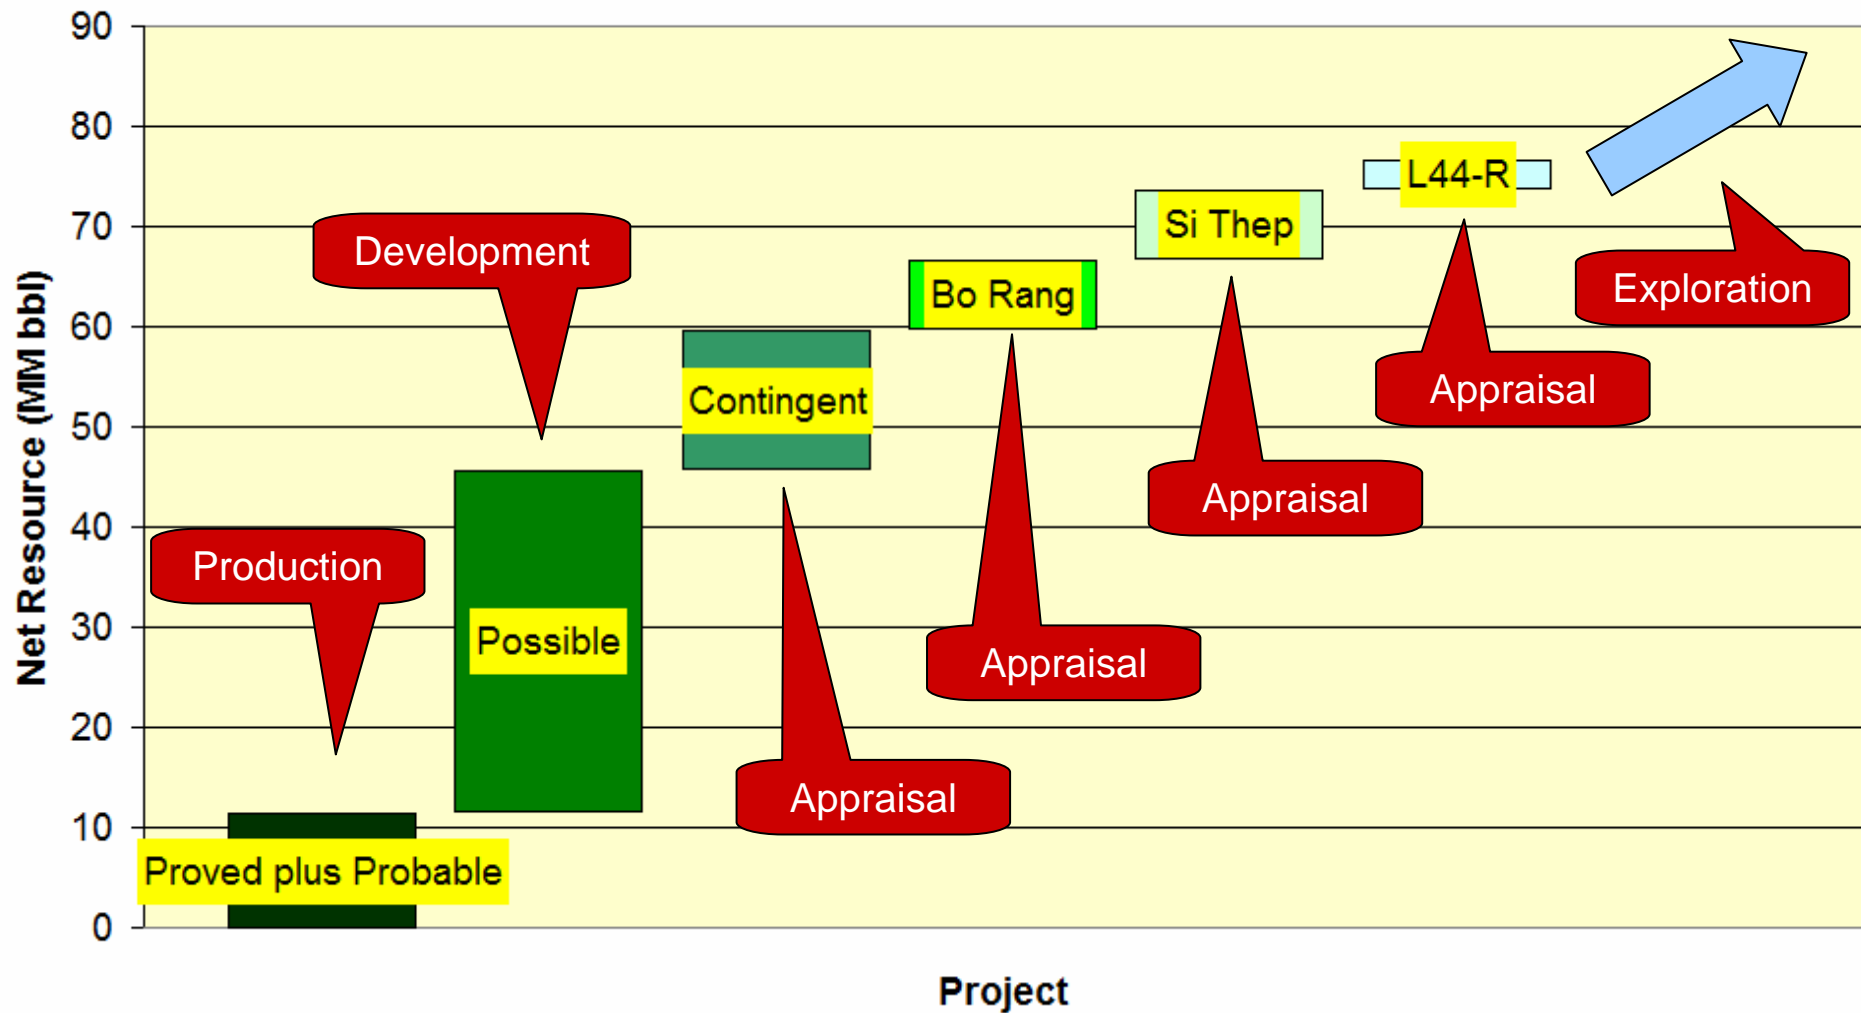 90
80
70
60
50
40
30
20
10
0
Net Resource (MM bbl)
Project
Production
Proved plus Probable
Development
Possible
Contingent
Appraisal
Bo Rang
Appraisal
Si Thep
Appraisal
L44-R
Appraisal
Exploration